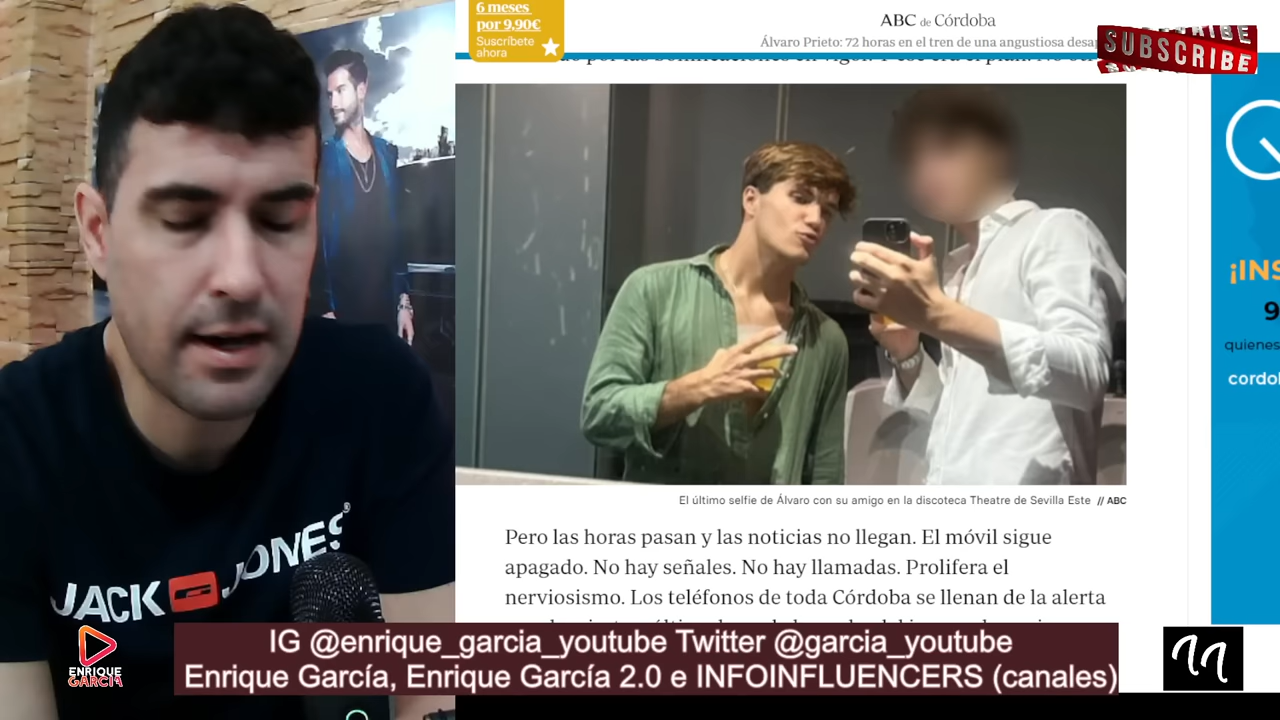 6 meses
por 9,90€
Suscríbete
ahora
ABC de Córdoba
Álvaro Prieto: 72 horas en el tren de una angustiosa desap
SUBSCRIBE
El último selfie de Álvaro con su amigo en la discoteca Theatre de Sevilla Este // ABC
Pero las horas pasan y las noticias no llegan. El móvil sigue
apagado. No hay señales. No hay llamadas. Prolifera el
nerviosismo. Los teléfonos de toda Córdoba se llenan de la alerta
¡INS
9
quienes
cordo
JACK JONES®
ENRIQUE
GARCÍA
IG @enrique_garcia_youtube Twitter @garcia_youtube
Enrique García, Enrique García 2.0 e INFOINFLUENCERS (canales)